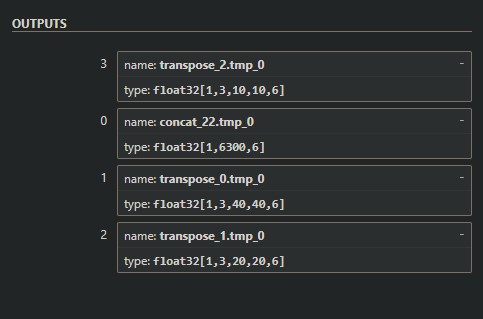 OUTPUTS
3
name: transpose_2.tmp_0 -
type: float32[1,3,10,10,6]
0
name: concat_22.tmp_0 -
type: float32[1,6300,6]
1
name: transpose_0.tmp_0 -
type: float32[1,3,40,40,6]
2
name: transpose_1.tmp_0 -
type: float32[1,3,20,20,6]